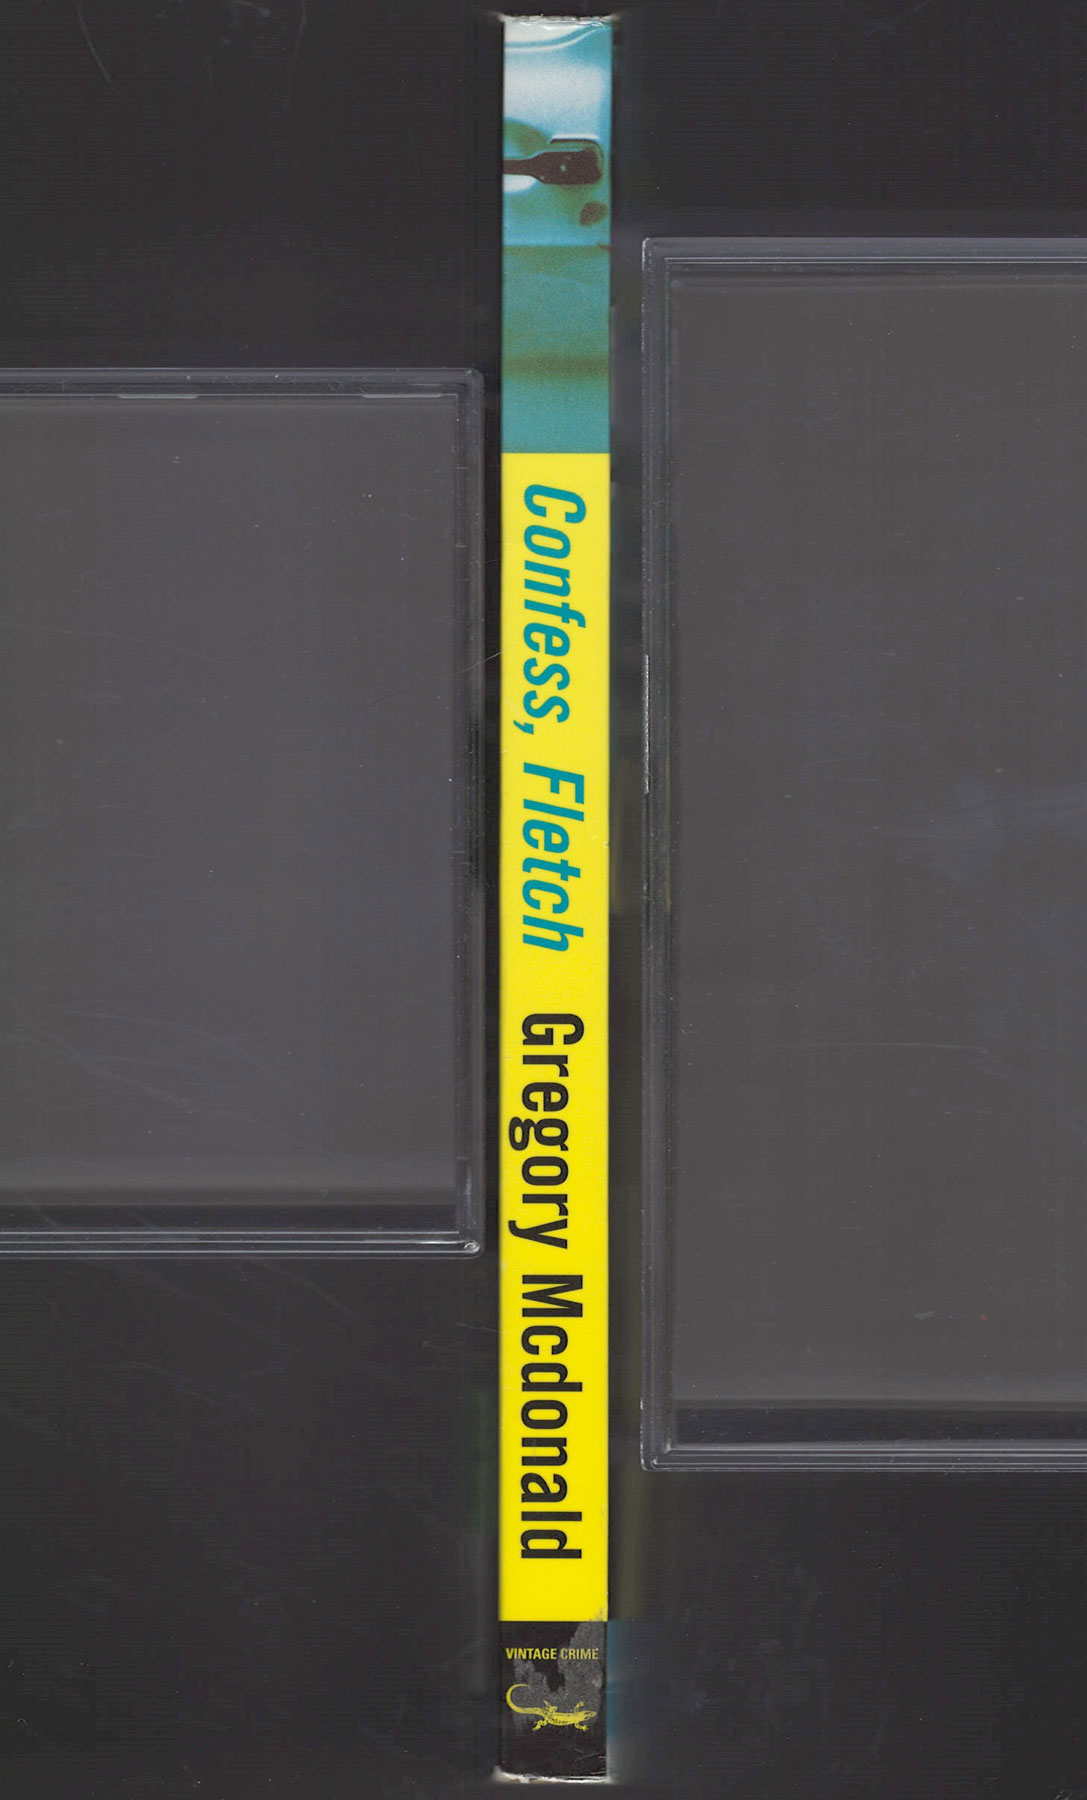 Confess, Fletch Gregory Mcdonald
VINTAGE CRIME